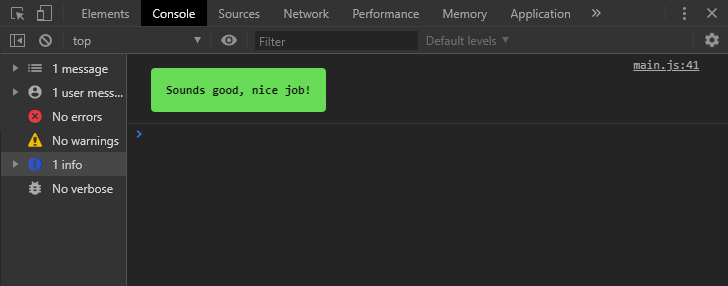 Elements Console Sources Network Performance Memory Application »
top Filter Default levels
1 message
1 user mess...
No errors
No warnings
1 info
No verbose
Sounds good, nice job! main.js:41